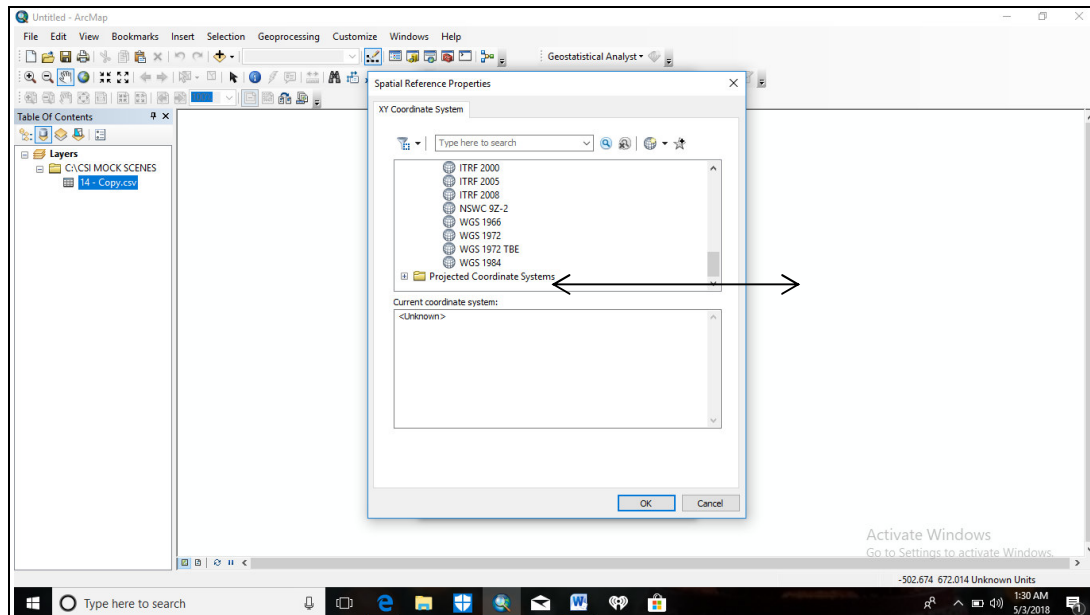 Untitled - ArcMap
File Edit View Bookmarks Insert Selection Geoprocessing Customize Windows Help
Geostatistical Analyst
Table Of Contents
Layers
C:\CSI MOCK SCENES
14 - Copy.csv
Spatial Reference Properties
XY Coordinate System
Type here to search
ITRF 2000
ITRF 2005
ITRF 2008
NSWC 9Z-2
WGS 1966
WGS 1972
WGS 1972 TBE
WGS 1984
Projected Coordinate Systems
Current coordinate system:
<Unknown>
OK Cancel
Activate Windows
Go to Settings to activate Windows.
-502.674 672.014 Unknown Units
Type here to search
1:30 AM
5/3/2018